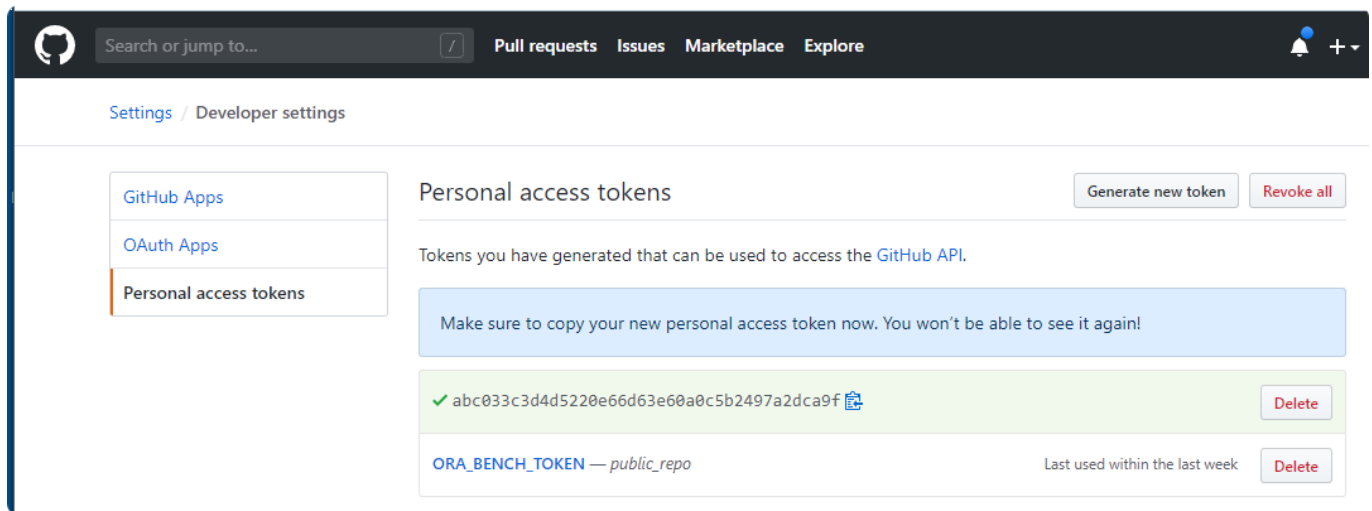 Search or jump to...
/
Pull requests Issues Marketplace Explore
Settings / Developer settings
GitHub Apps
OAuth Apps
Personal access tokens
Personal access tokens
Generate new token
Revoke all
Tokens you have generated that can be used to access the GitHub API.
Make sure to copy your new personal access token now. You won't be able to see it again!
abc033c3d4d5220e66d63e60a0c5b2497a2dca9f
Delete
ORA_BENCH_TOKEN — public_repo
Last used within the last week
Delete